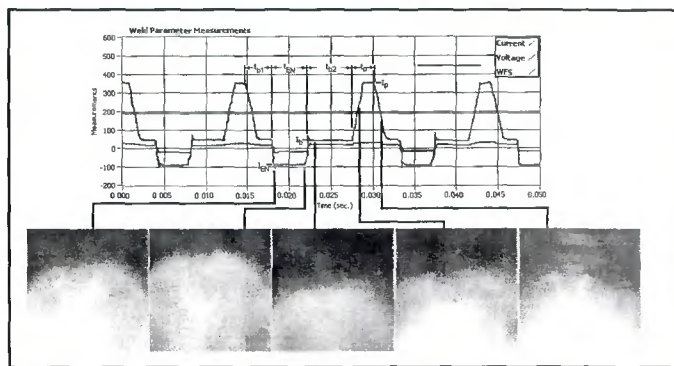 Weld Parameter Measurements
600
500
400
300
200
100
0
-100
-200
Measurements
Current
Voltage
WFS
t_b1
t_EN
t_b2
t_p
I_p
I_b
I_EN
0.000 0.005 0.010 0.015 0.020 0.025 0.030 0.035 0.040 0.045 0.050
Time (sec.)